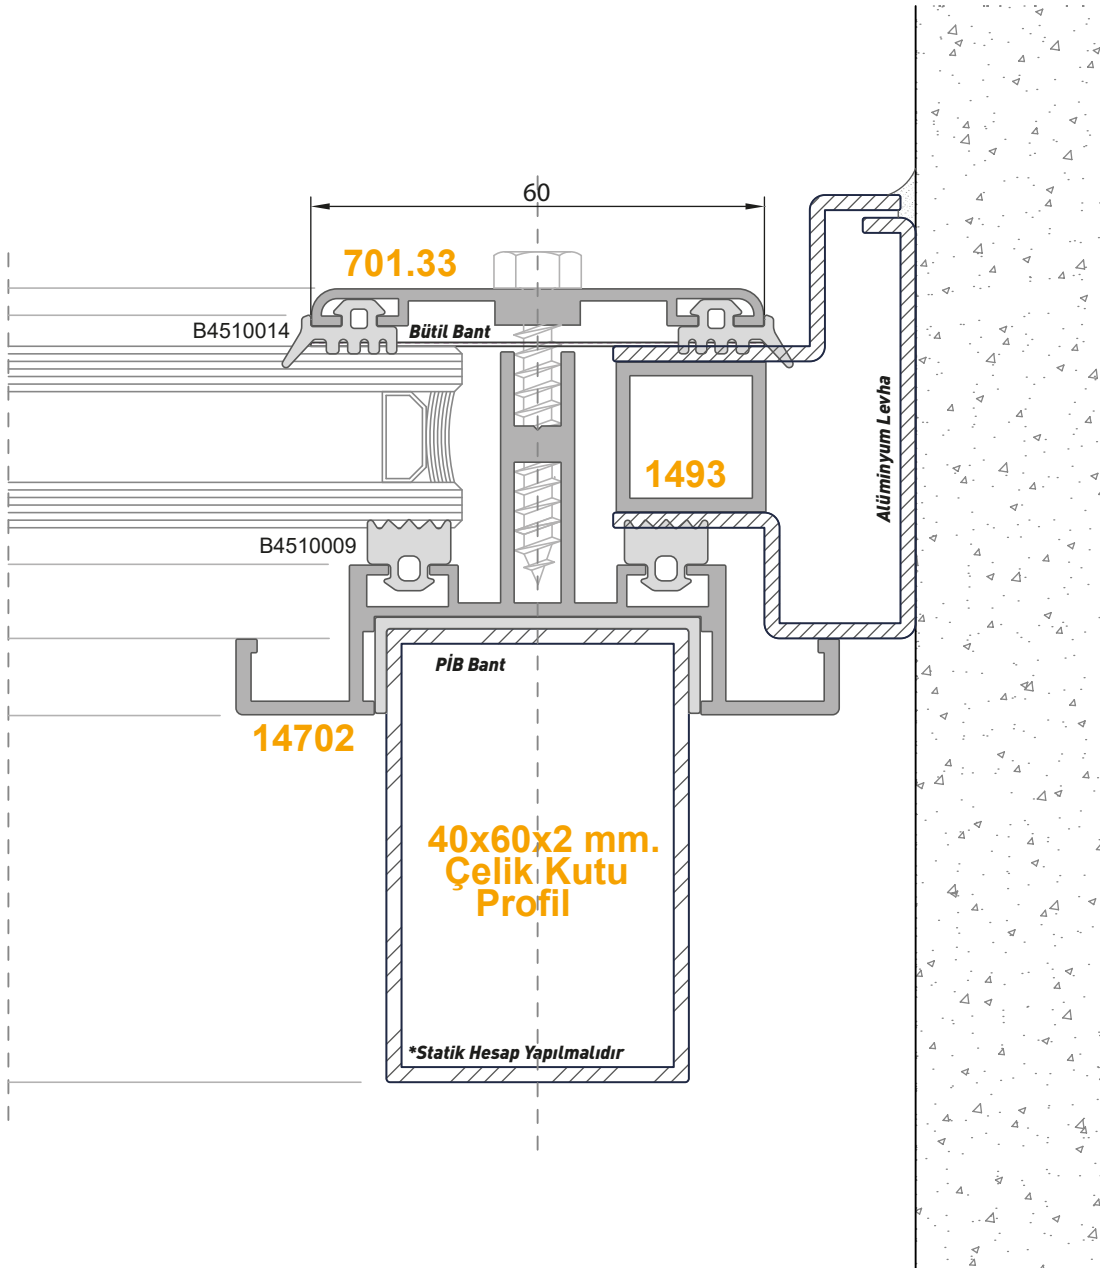 60
701.33
B4510014
Bütil Bant
Alüminyum Levha
1493
B4510009
PİB Bant
14702
40x60x2 mm.
Çelik Kutu
Profil
*Statik Hesap Yapılmalıdır